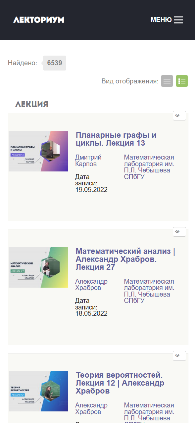 ЛЕКТОРИУМ
МЕНЮ
Найдено: 6539
Вид отображения:
ЛЕКЦИЯ
Планарные графы и
циклы. Лекция 13
Дмитрий
Карпов
Математическая
лаборатория им.
П.Л. Чебышева
СПбГУ
Дата
записи:
19.05.2022
Математический анализ |
Александр Храбров.
Лекция 27
Александр
Храбров
Математическая
лаборатория им.
П.Л. Чебышева
СПбГУ
Дата
записи:
18.05.2022
Теория вероятностей.
Лекция 12 | Александр
Храбров
Александр
Храбров
Математическая
лаборатория им.